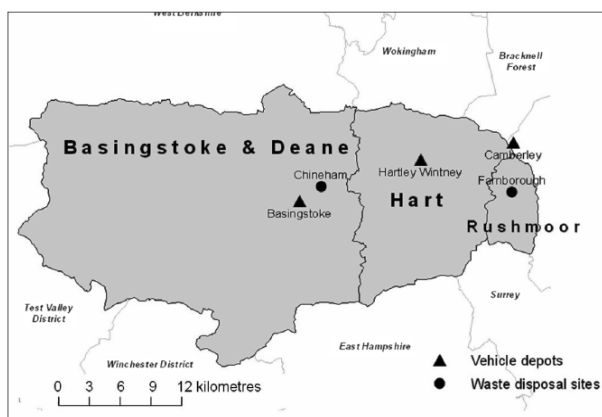 West Berkshire
Wokingham
Bracknell
Forest
Basingstoke & Deane
Camberley
Chineham
Hartley Wintney
Farnborough
Basingstoke
Hart
Rushmoor
Test Valley
District
Surrey
East Hampshire
Winchester District
Vehicle depots
Waste disposal sites
0 3 6 9 12 kilometres